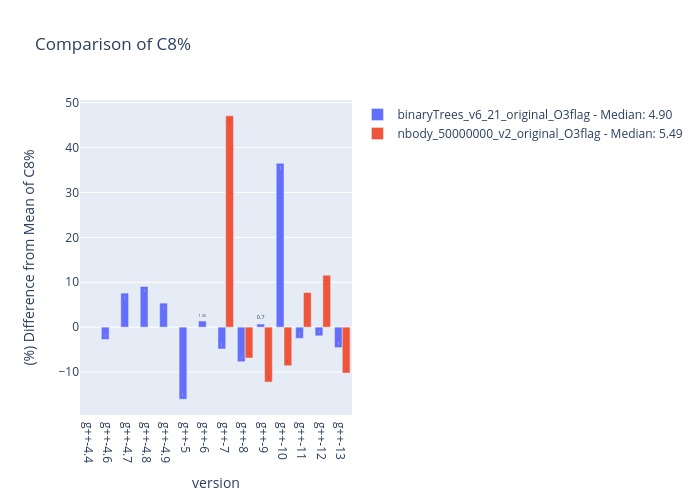 Comparison of C8%
binaryTrees_v6_21_original_O3flag - Median: 4.90
nbody_50000000_v2_original_O3flag - Median: 5.49
(%) Difference from Mean of C8%
50
40
30
20
10
0
−10
0.7
g++-4.4
g++-4.6
g++-4.7
g++-4.8
g++-4.9
g++-5
g++-6
g++-7
g++-8
g++-9
g++-10
g++-11
g++-12
g++-13
version